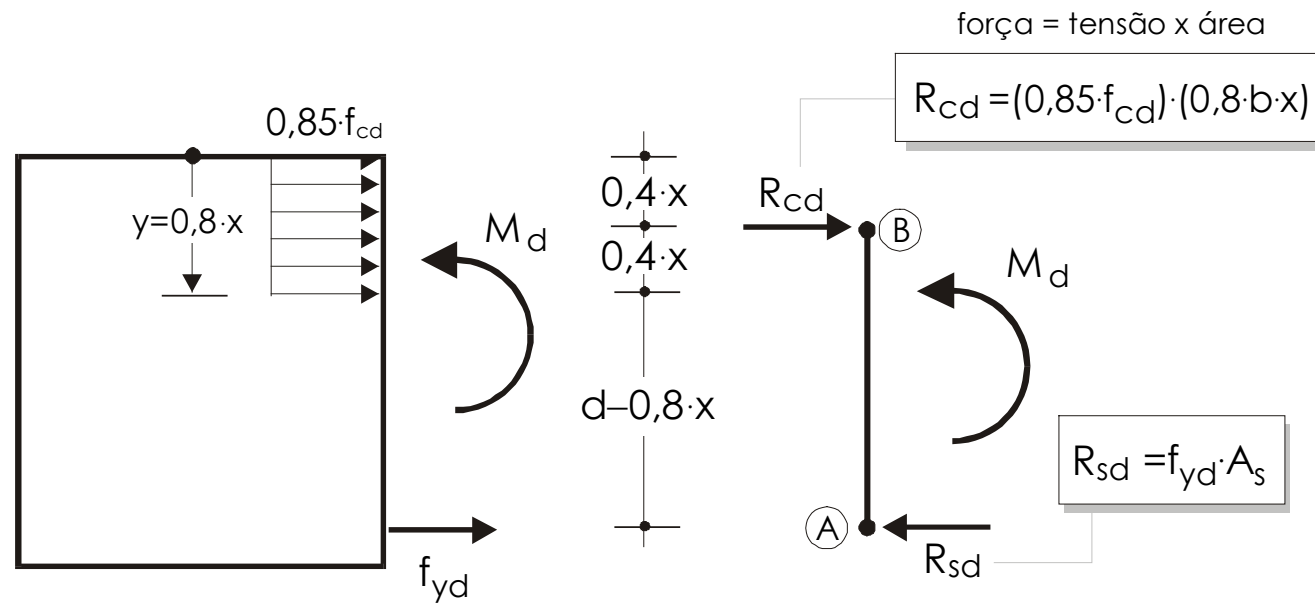 força = tensão x área
R_cd =(0,85·f_cd)·(0,8·b·x)
0,85·f_cd
y=0,8·x
M_d
0,4·x
0,4·x
d–0,8·x
R_cd
B
M_d
R_sd =f_yd·A_s
A
R_sd
f_yd